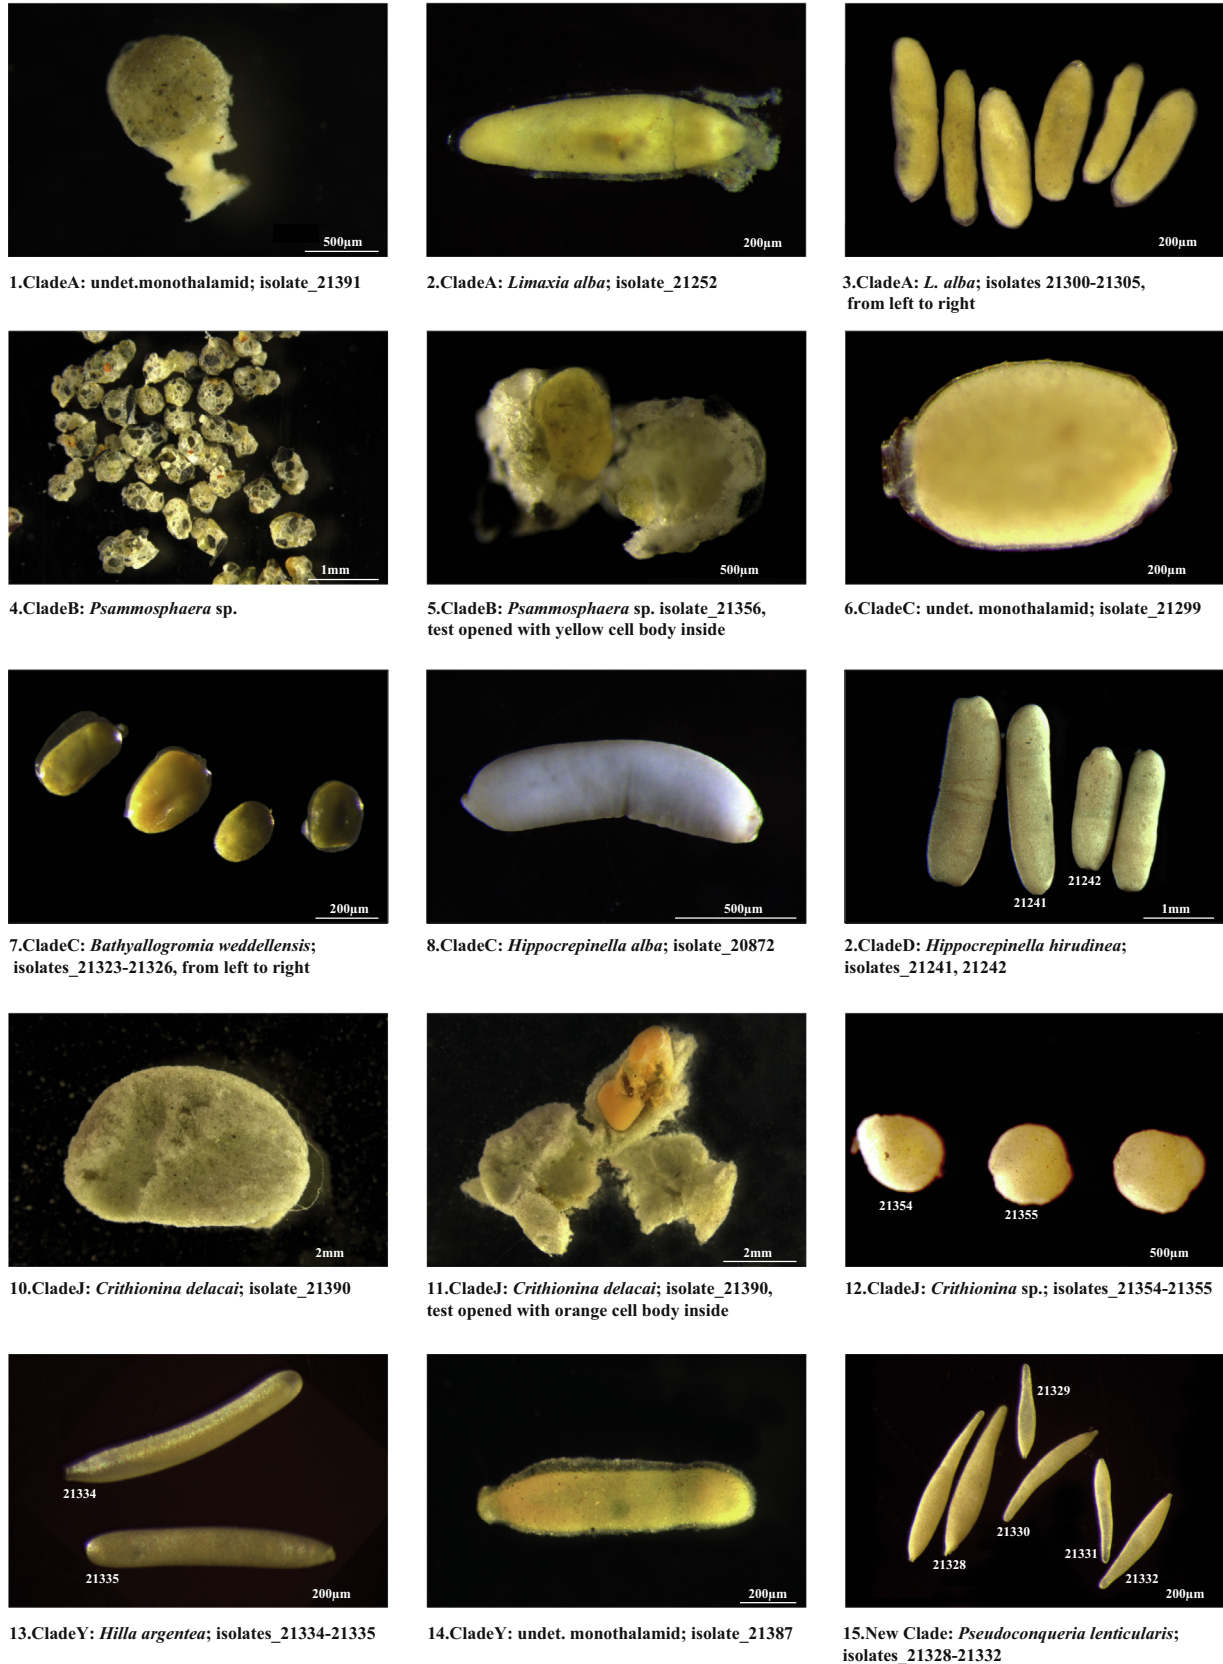 500µm
200µm
200µm
1.CladeA: undet.monothalamid; isolate_21391
2.CladeA: Limaxia alba; isolate_21252
3.CladeA: L. alba; isolates 21300-21305,
from left to right
1mm
500µm
200µm
4.CladeB: Psammosphaera sp.
5.CladeB: Psammosphaera sp. isolate_21356,
test opened with yellow cell body inside
6.CladeC: undet. monothalamid; isolate_21299
200µm
500µm
21242
21241
1mm
7.CladeC: Bathyallogromia weddellensis;
isolates_21323-21326, from left to right
8.CladeC: Hippocrepinella alba; isolate_20872
2.CladeD: Hippocrepinella hirudinea;
isolates_21241, 21242
2mm
2mm
21354
21355
500µm
10.CladeJ: Crithionina delacai; isolate_21390
11.CladeJ: Crithionina delacai; isolate_21390,
test opened with orange cell body inside
12.CladeJ: Crithionina sp.; isolates_21354-21355
21334
21335
200µm
200µm
21329
21330
21328
21331
21332
200µm
13.CladeY: Hilla argentea; isolates_21334-21335
14.CladeY: undet. monothalamid; isolate_21387
15.New Clade: Pseudoconqueria lenticularis;
isolates_21328-21332